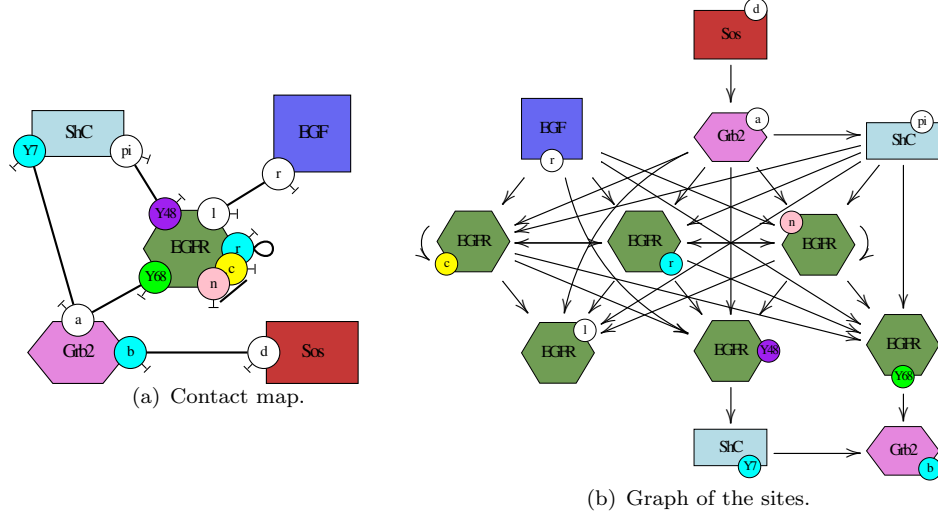 d
Sos
EGF
r
ShC
Y7
pi
Y48
l
EGFR
r
c
n
Y68
a
Grb2
b
d
Sos
(a) Contact map.
EGF
r
Grb2
a
ShC
pi
EGFR
c
EGFR
r
n
EGFR
EGFR
l
EGFR
Y48
EGFR
Y68
ShC
Y7
Grb2
b
(b) Graph of the sites.